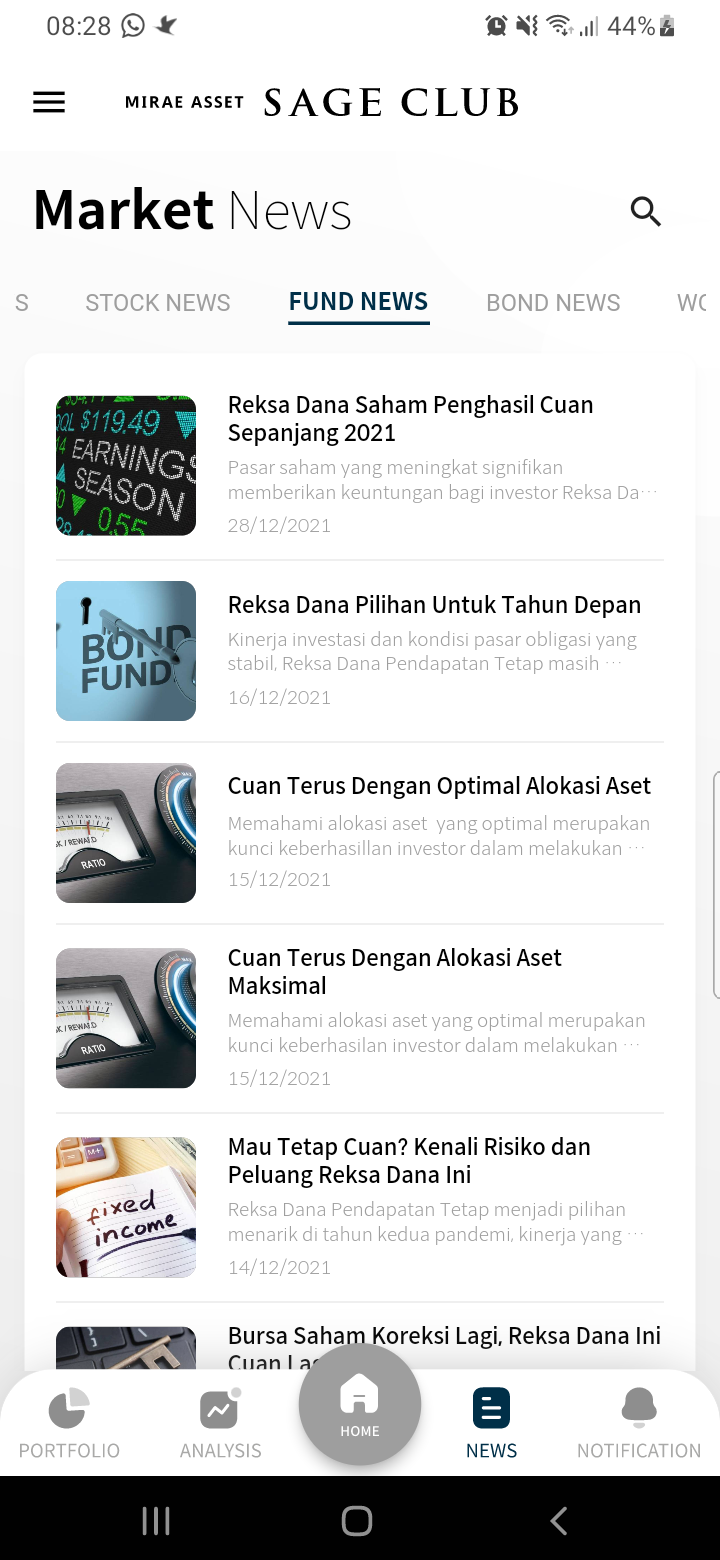 08:28
44%
MIRAE ASSET SAGE CLUB
Market News
S STOCK NEWS FUND NEWS BOND NEWS
$119.49
EARNINGS
SEASON
0.55
Reksa Dana Saham Penghasil Cuan
Sepanjang 2021
Pasar saham yang meningkat signifikan
memberikan keuntungan bagi investor Reksa Da...
28/12/2021
BOND
FUND
Reksa Dana Pilihan Untuk Tahun Depan
Kinerja investasi dan kondisi pasar obligasi yang
stabil, Reksa Dana Pendapatan Tetap masih ...
16/12/2021
RATIO
Cuan Terus Dengan Optimal Alokasi Aset
Memahami alokasi aset  yang optimal merupakan
kunci keberhasillan investor dalam melakukan ...
15/12/2021
RATIO
Cuan Terus Dengan Alokasi Aset
Maksimal
Memahami alokasi aset yang optimal merupakan
kunci keberhasilan investor dalam melakukan ...
15/12/2021
M+
fixed
income
Mau Tetap Cuan? Kenali Risiko dan
Peluang Reksa Dana Ini
Reksa Dana Pendapatan Tetap menjadi pilihan
menarik di tahun kedua pandemi, kinerja yang ...
14/12/2021
Bursa Saham Koreksi Lagi, Reksa Dana Ini
Cuan
PORTFOLIO
ANALYSIS
HOME
NEWS
NOTIFICATION